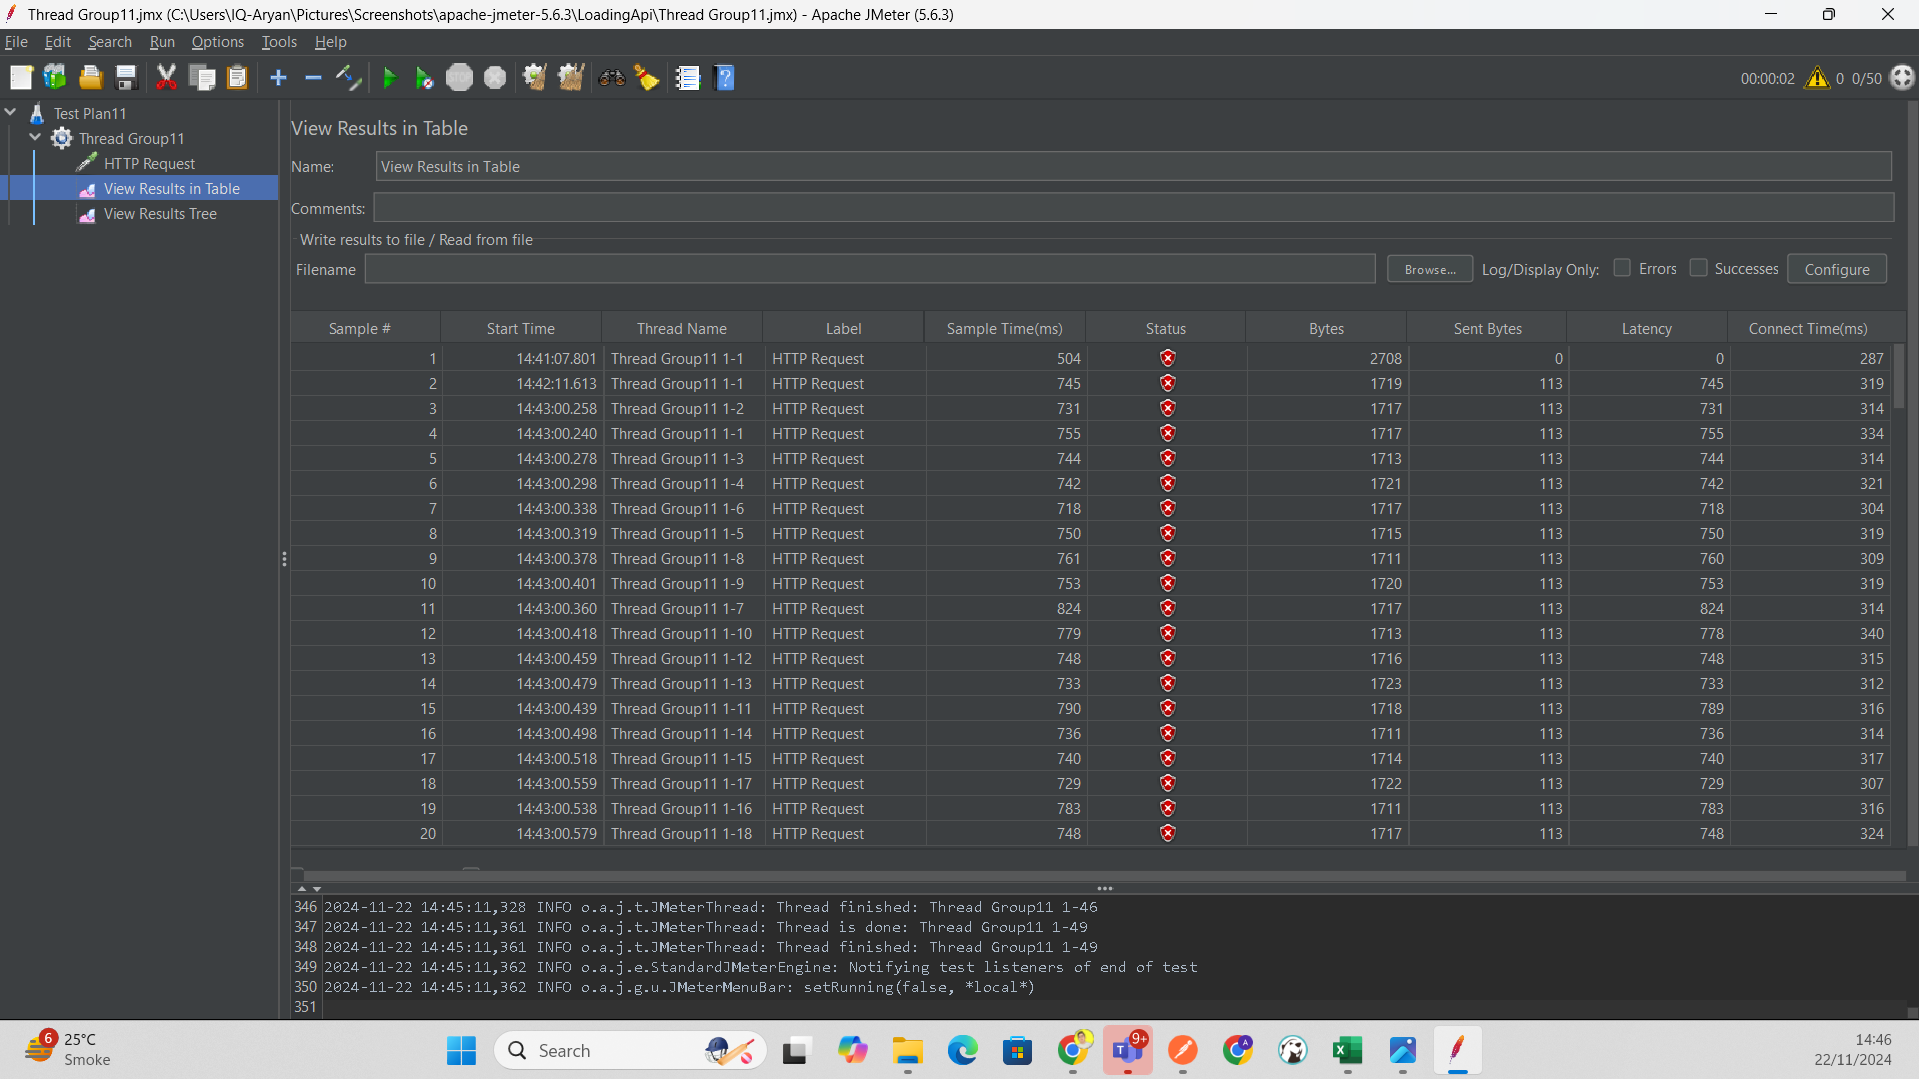 Thread Group11.jmx (C:\Users\IQ-Aryan\Pictures\Screenshots\apache-jmeter-5.6.3\LoadingApi\Thread Group11.jmx) - Apache JMeter (5.6.3)
File Edit Search Run Options Tools Help
STOP 00:00:02 0 0/50
Test Plan11
Thread Group11
HTTP Request
View Results in Table
View Results Tree
View Results in Table
Name: View Results in Table
Comments:
Write results to file / Read from file
Filename Browse... Log/Display Only: Errors Successes Configure
Sample # Start Time Thread Name Label Sample Time(ms) Status Bytes Sent Bytes Latency Connect Time(ms)
1 14:41:07.801 Thread Group11 1-1 HTTP Request 504 2708 0 0 287
2 14:42:11.613 Thread Group11 1-1 HTTP Request 745 1719 113 745 319
3 14:43:00.258 Thread Group11 1-2 HTTP Request 731 1717 113 731 314
4 14:43:00.240 Thread Group11 1-1 HTTP Request 755 1717 113 755 334
5 14:43:00.278 Thread Group11 1-3 HTTP Request 744 1713 113 744 314
6 14:43:00.298 Thread Group11 1-4 HTTP Request 742 1721 113 742 321
7 14:43:00.338 Thread Group11 1-6 HTTP Request 718 1717 113 718 304
8 14:43:00.319 Thread Group11 1-5 HTTP Request 750 1715 113 750 319
9 14:43:00.378 Thread Group11 1-8 HTTP Request 761 1711 113 760 309
10 14:43:00.401 Thread Group11 1-9 HTTP Request 753 1720 113 753 319
11 14:43:00.360 Thread Group11 1-7 HTTP Request 824 1717 113 824 314
12 14:43:00.418 Thread Group11 1-10 HTTP Request 779 1713 113 778 340
13 14:43:00.459 Thread Group11 1-12 HTTP Request 748 1716 113 748 315
14 14:43:00.479 Thread Group11 1-13 HTTP Request 733 1723 113 733 312
15 14:43:00.439 Thread Group11 1-11 HTTP Request 790 1718 113 789 316
16 14:43:00.498 Thread Group11 1-14 HTTP Request 736 1711 113 736 314
17 14:43:00.518 Thread Group11 1-15 HTTP Request 740 1714 113 740 317
18 14:43:00.559 Thread Group11 1-17 HTTP Request 729 1722 113 729 307
19 14:43:00.538 Thread Group11 1-16 HTTP Request 783 1711 113 783 316
20 14:43:00.579 Thread Group11 1-18 HTTP Request 748 1717 113 748 324
346 2024-11-22 14:45:11,328 INFO o.a.j.t.JMeterThread: Thread finished: Thread Group11 1-46
347 2024-11-22 14:45:11,361 INFO o.a.j.t.JMeterThread: Thread is done: Thread Group11 1-49
348 2024-11-22 14:45:11,361 INFO o.a.j.t.JMeterThread: Thread finished: Thread Group11 1-49
349 2024-11-22 14:45:11,362 INFO o.a.j.e.StandardJMeterEngine: Notifying test listeners of end of test
350 2024-11-22 14:45:11,362 INFO o.a.j.g.u.JMeterMenuBar: setRunning(false, *local*)
351
6 25°C
Smoke
Search
9+
A
14:46
22/11/2024